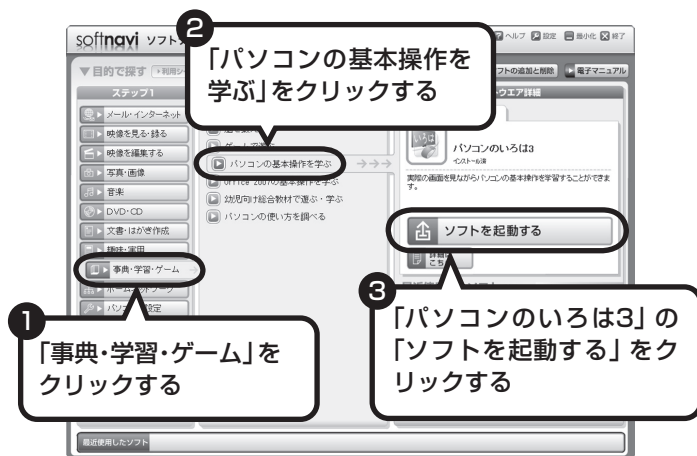 softnavi
ヘルプ 設定 最小化 終了
▼目的で探す
電子マニュアル
ステップ1
メール・インターネット
映像を見る・録る
映像を編集する
写真・画像
音楽
DVD・CD
文書・はがき作成
趣味・実用
事典・学習・ゲーム
パソコンの基本操作を学ぶ
Office 2007の基本操作を学ぶ
幼児向け総合教材で遊ぶ・学ぶ
パソコンの使い方を調べる
パソコンのいろは3
インストール済
実際の画面を見ながらパソコンの基本操作を学習することができます。
ソフトを起動する
最近使用したソフト
1
「事典・学習・ゲーム」を
クリックする
2
「パソコンの基本操作を
学ぶ」をクリックする
3
「パソコンのいろは3」の
「ソフトを起動する」をク
リックする